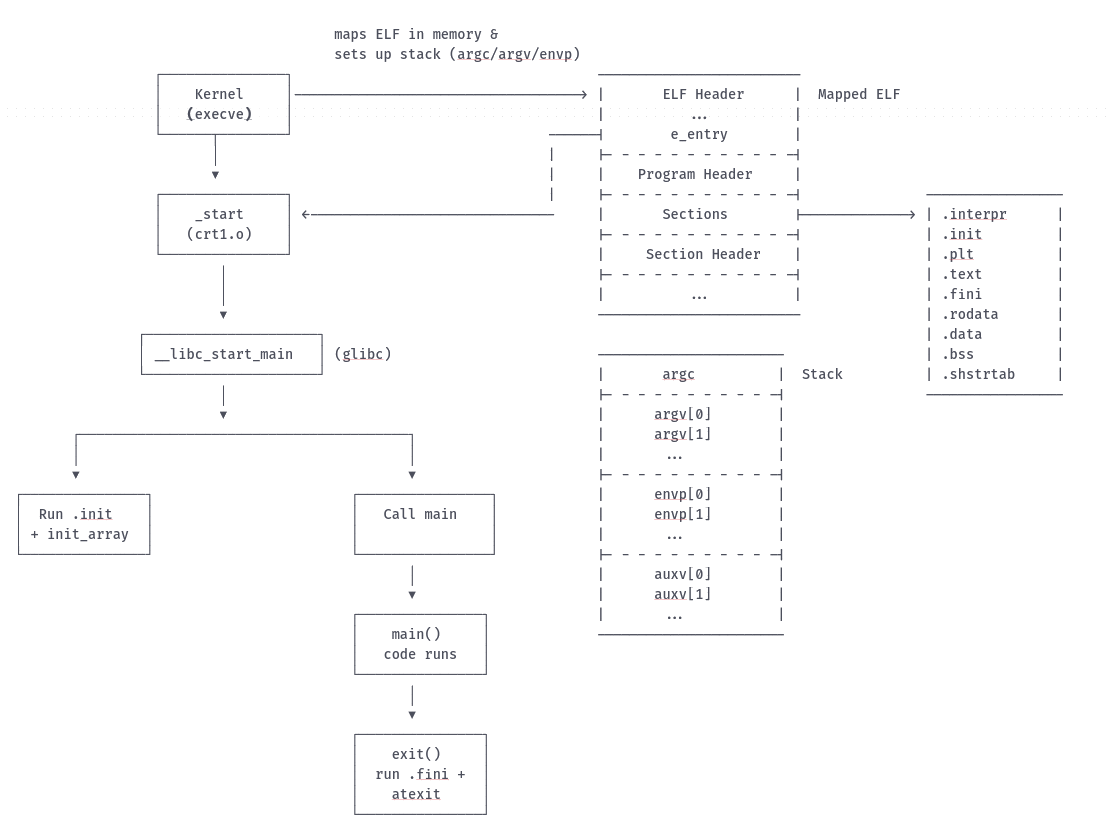 maps ELF in memory &
sets up stack (argc/argv/envp)
Kernel
(execve)
_start
(crt1.o)
__libc_start_main
(glibc)
Run .init
+ init_array
Call main
main()
code runs
exit()
run .fini +
atexit
ELF Header
...
e_entry
Program Header
Sections
Section Header
...
Mapped ELF
.interpr
.init
.plt
.text
.fini
.rodata
.data
.bss
.shstrtab
argc
Stack
argv[0]
argv[1]
...
envp[0]
envp[1]
...
auxv[0]
auxv[1]
...